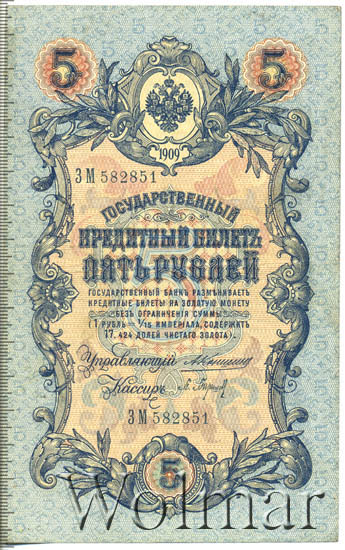 5 5
1909
ЗМ 582851
ГОСУДАРСТВЕННЫЙ
КРЕДИТНЫЙ БИЛЕТЪ
ПЯТЬ РУБЛЕЙ
ГОСУДАРСТВЕННЫЙ БАНКЪ РАЗМѢНИВАЕТЪ
КРЕДИТНЫЕ БИЛЕТЫ НА ЗОЛОТУЮ МОНЕТУ
БЕЗЪ ОГРАНИЧЕНІЯ СУММЫ
(1 РУБЛЬ = 1/15 ИМПЕРІАЛА, СОДЕРЖИТЪ
17,424 ДОЛЕЙ ЧИСТАГО ЗОЛОТА).
Управляющій
Кассиръ
ЗМ 582851
5
Wolmar